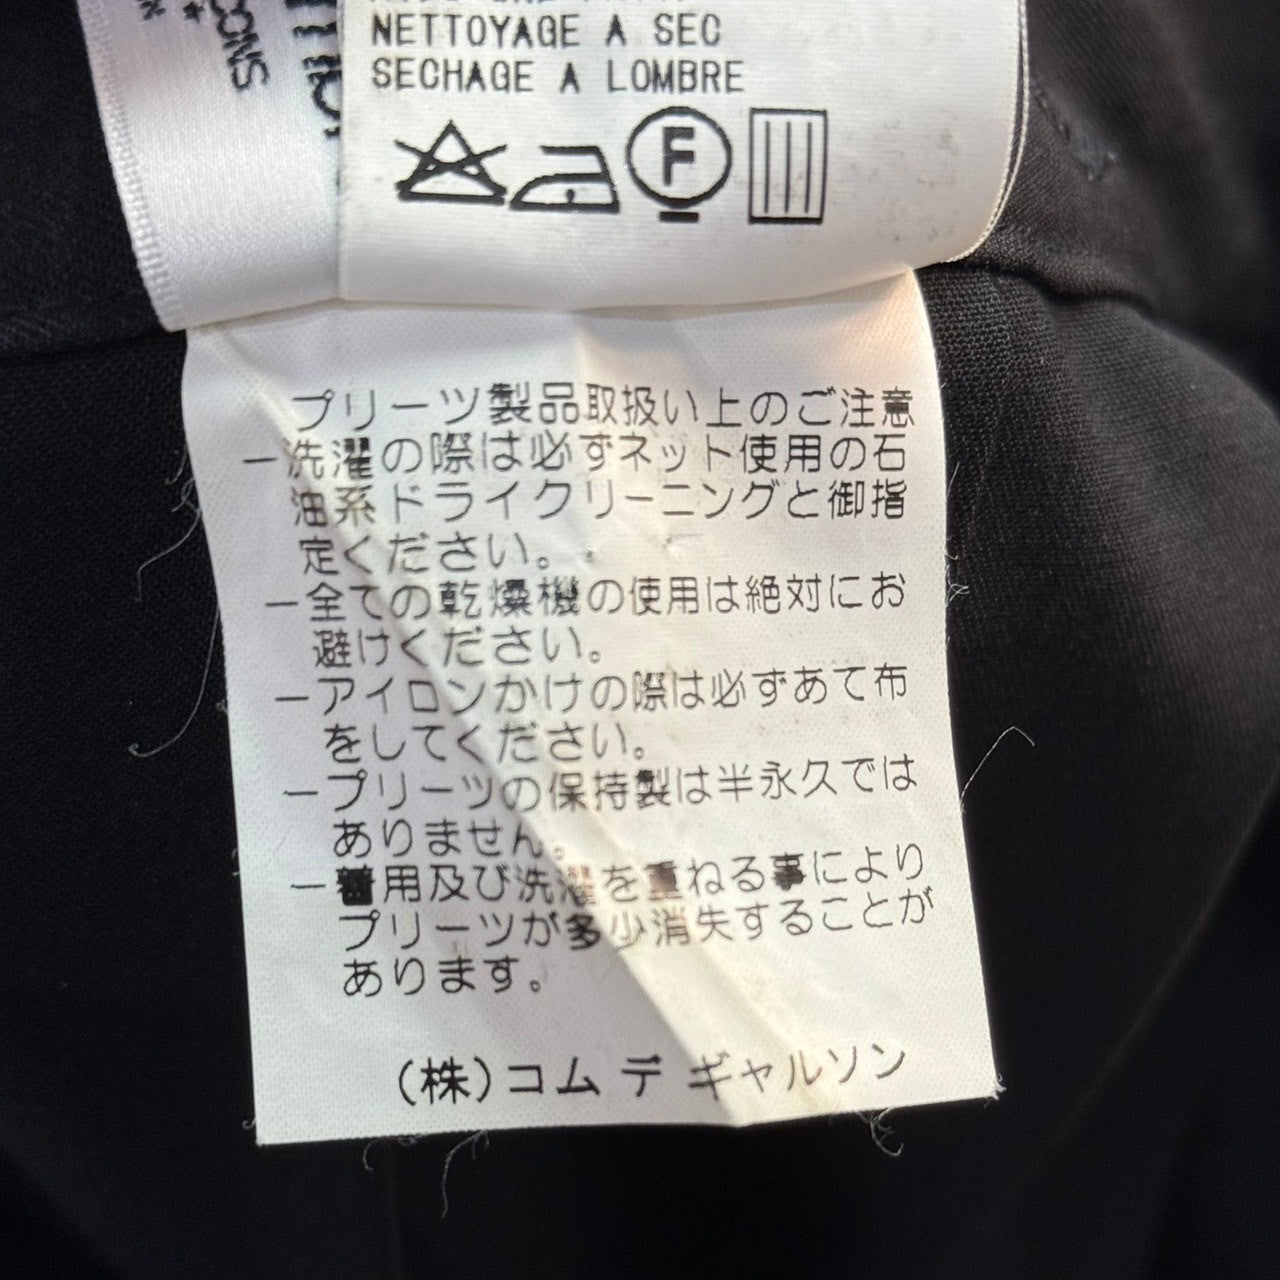 NETTOYAGE A SEC
SECHAGE A LOMBRE
F
プリーツ製品取扱い上のご注意
－洗濯の際は必ずネット使用の石
油系ドライクリーニングと御指
定ください。
－全ての乾燥機の使用は絶対にお
避けください。
－アイロンかけの際は必ずあて布
をしてください。
－プリーツの保持製は半永久では
ありません。
－着用及び洗濯を重ねる事により
プリーツが多少消失することが
あります。
(株)コム デ ギャルソン